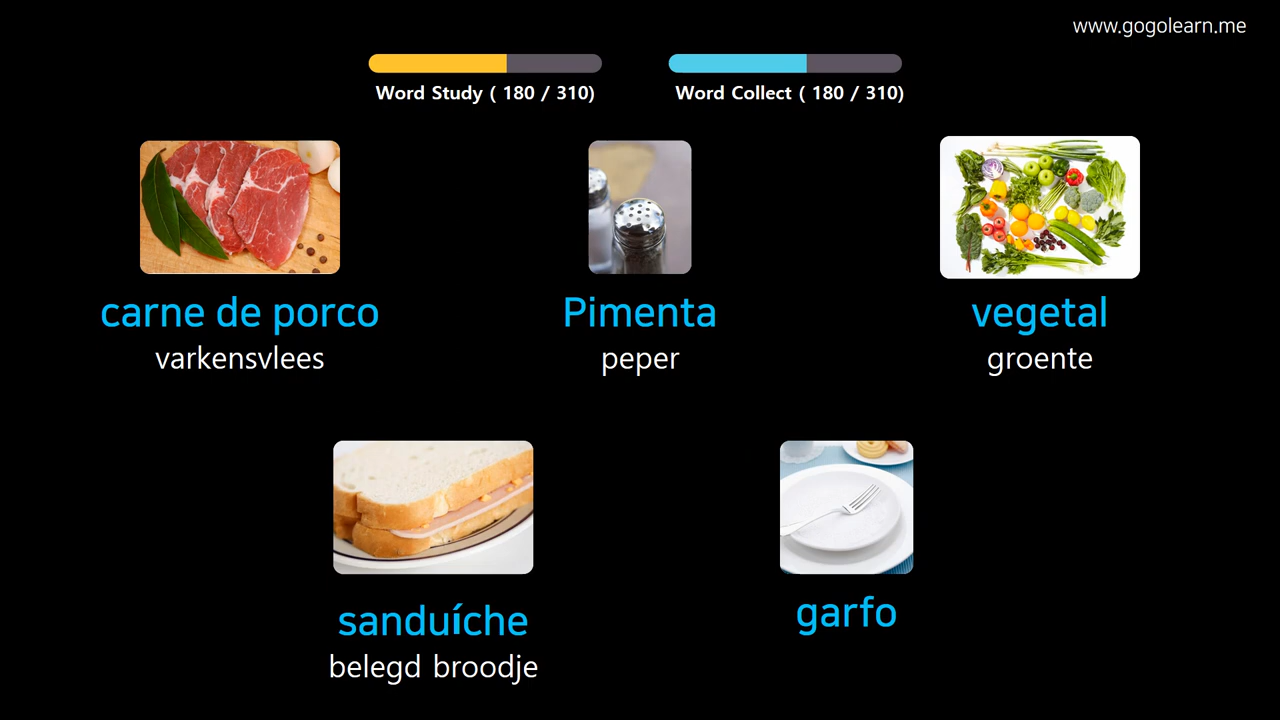 www.gogolearn.me
Word Study ( 180 / 310)
Word Collect ( 180 / 310)
carne de porco
varkensvlees
Pimenta
peper
vegetal
groente
sanduíche
belegd broodje
garfo